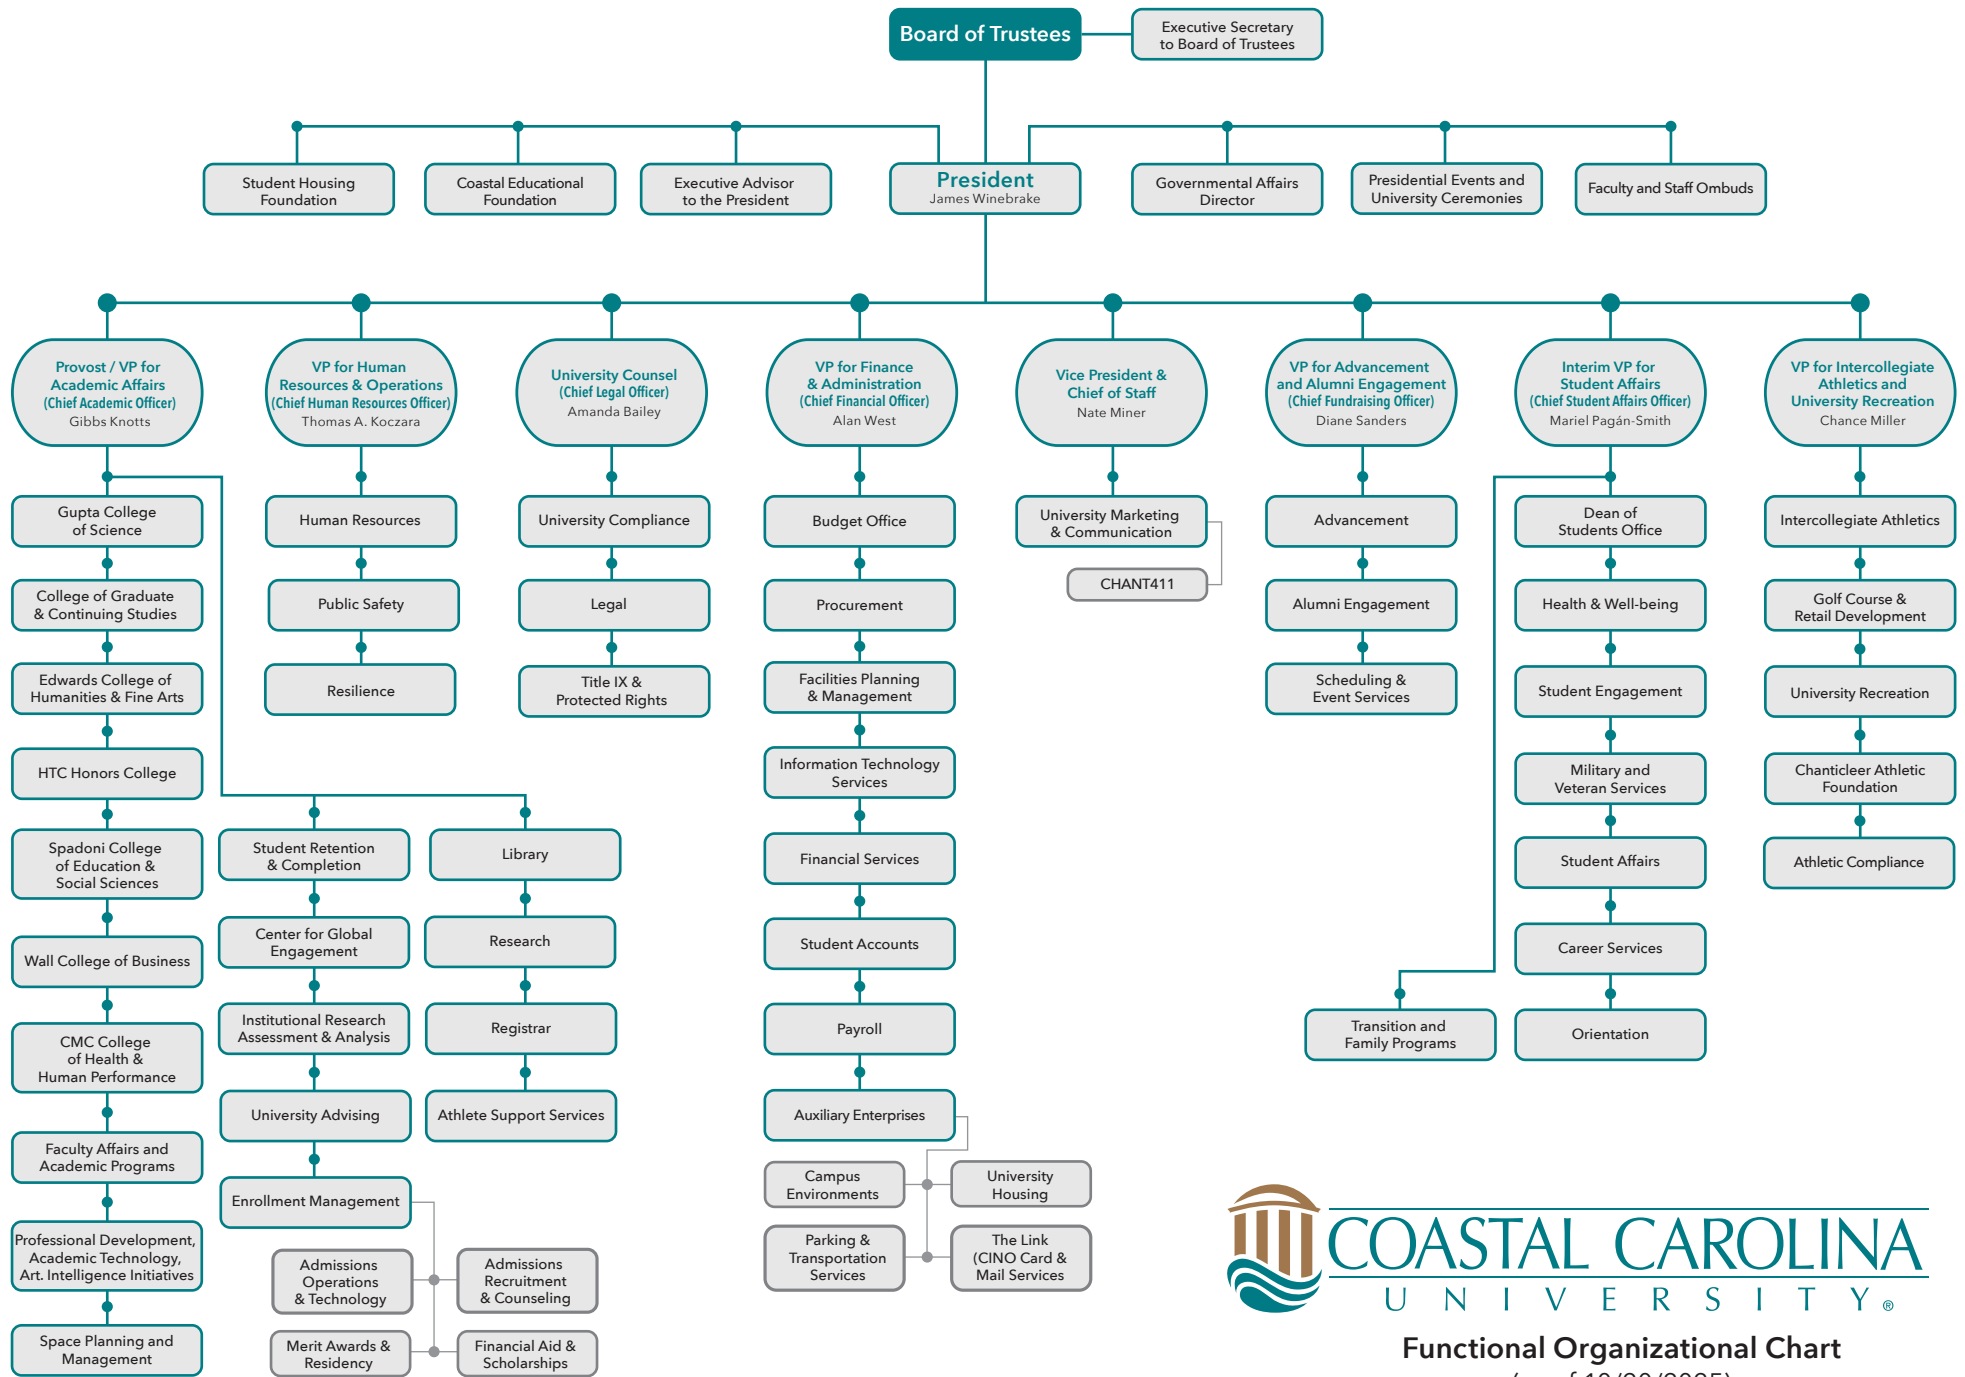 Board of Trustees
Executive Secretary
to Board of Trustees
Student Housing
Foundation
Coastal Educational
Foundation
Executive Advisor
to the President
President
James Winebrake
Governmental Affairs
Director
Presidential Events and
University Ceremonies
Faculty and Staff Ombuds
Provost / VP for
Academic Affairs
(Chief Academic Officer)
Gibbs Knotts
VP for Human
Resources & Operations
(Chief Human Resources Officer)
Thomas A. Koczara
University Counsel
(Chief Legal Officer)
Amanda Bailey
VP for Finance
& Administration
(Chief Financial Officer)
Alan West
Vice President &
Chief of Staff
Nate Miner
VP for Advancement
and Alumni Engagement
(Chief Fundraising Officer)
Diane Sanders
Interim VP for
Student Affairs
(Chief Student Affairs Officer)
Mariel Pagán-Smith
VP for Intercollegiate
Athletics and
University Recreation
Chance Miller
Gupta College
of Science
College of Graduate
& Continuing Studies
Edwards College of
Humanities & Fine Arts
HTC Honors College
Spadoni College
of Education &
Social Sciences
Wall College of Business
CMC College
of Health &
Human Performance
Faculty Affairs and
Academic Programs
Professional Development,
Academic Technology,
Art. Intelligence Initiatives
Space Planning and
Management
Student Retention
& Completion
Center for Global
Engagement
Institutional Research
Assessment & Analysis
University Advising
Enrollment Management
Admissions
Operations
& Technology
Admissions
Recruitment
& Counseling
Merit Awards &
Residency
Financial Aid &
Scholarships
Library
Research
Registrar
Athlete Support Services
Human Resources
Public Safety
Resilience
University Compliance
Legal
Title IX &
Protected Rights
Budget Office
Procurement
Facilities Planning
& Management
Information Technology
Services
Financial Services
Student Accounts
Payroll
Auxiliary Enterprises
Campus
Environments
University
Housing
Parking &
Transportation
Services
The Link
(CINO Card &
Mail Services
University Marketing
& Communication
CHANT411
Advancement
Alumni Engagement
Scheduling &
Event Services
Dean of
Students Office
Health & Well-being
Student Engagement
Military and
Veteran Services
Student Affairs
Career Services
Orientation
Transition and
Family Programs
Intercollegiate Athletics
Golf Course &
Retail Development
University Recreation
Chanticleer Athletic
Foundation
Athletic Compliance
COASTAL CAROLINA
UNIVERSITY®
Functional Organizational Chart
(as of 10/20/2025)